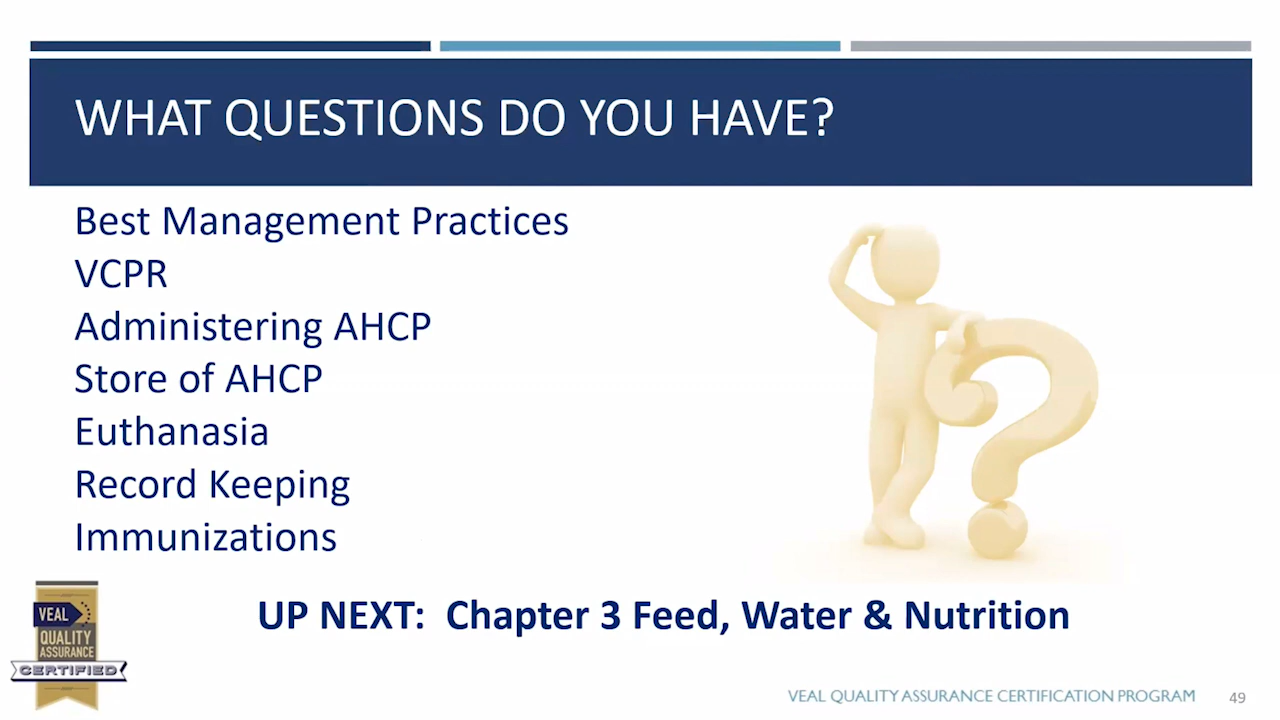 WHAT QUESTIONS DO YOU HAVE?
Best Management Practices
VCPR
Administering AHCP
Store of AHCP
Euthanasia
Record Keeping
Immunizations
UP NEXT:  Chapter 3 Feed, Water & Nutrition
VEAL
QUALITY
ASSURANCE
CERTIFIED
VEAL QUALITY ASSURANCE CERTIFICATION PROGRAM
49